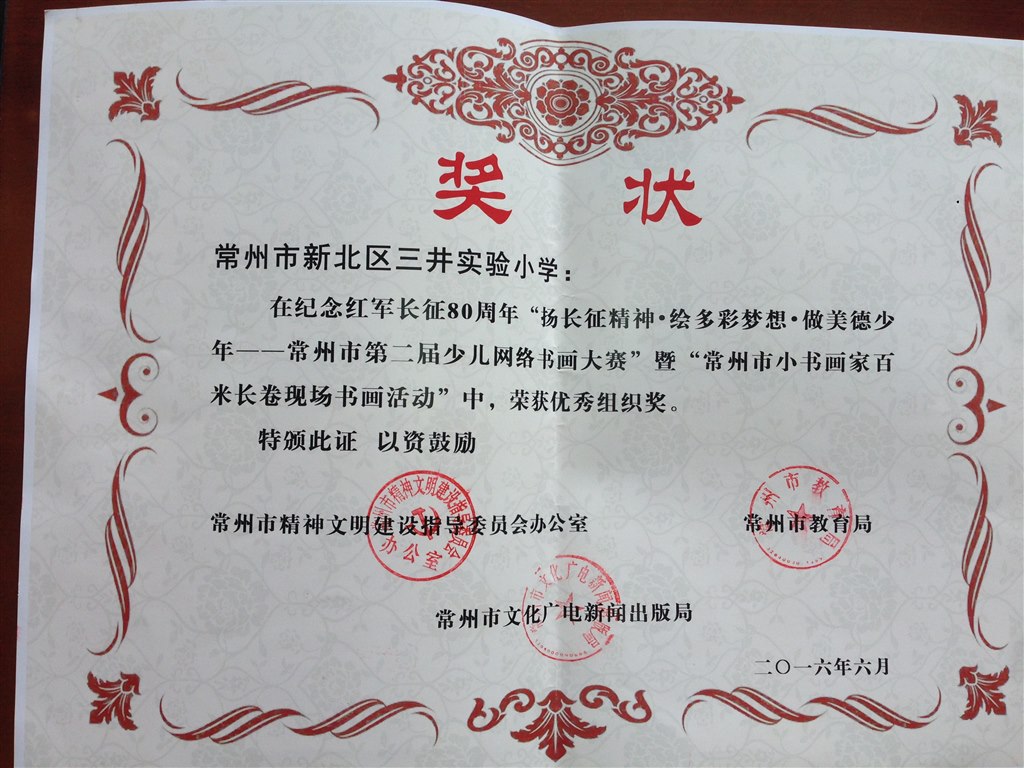 奖 状
常州市新北区三井实验小学：
在纪念红军长征80周年“扬长征精神·绘多彩梦想·做美德少
年——常州市第二届少儿网络书画大赛”暨“常州市小书画家百
米长卷现场书画活动”中，荣获优秀组织奖。
特颁此证 以资鼓励
常州市精神文明建设指导委员会办公室
常州市教育局
办公室
常州市文化广电新闻出版局
二〇一六年六月